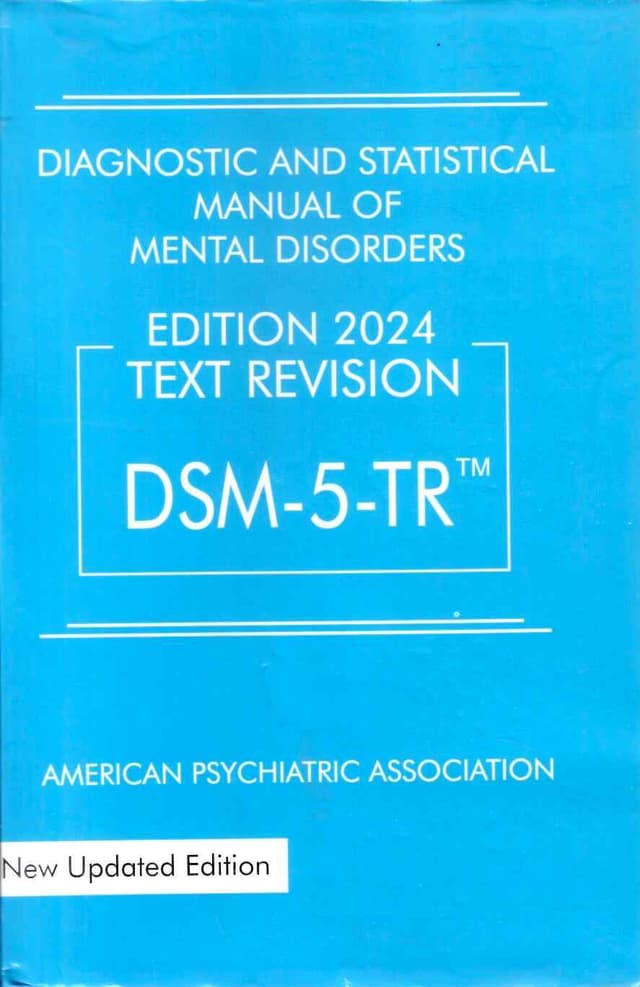 DIAGNOSTIC AND STATISTICAL
MANUAL OF
MENTAL DISORDERS
EDITION 2024
TEXT REVISION
DSM-5-TR™
AMERICAN PSYCHIATRIC ASSOCIATION
New Updated Edition